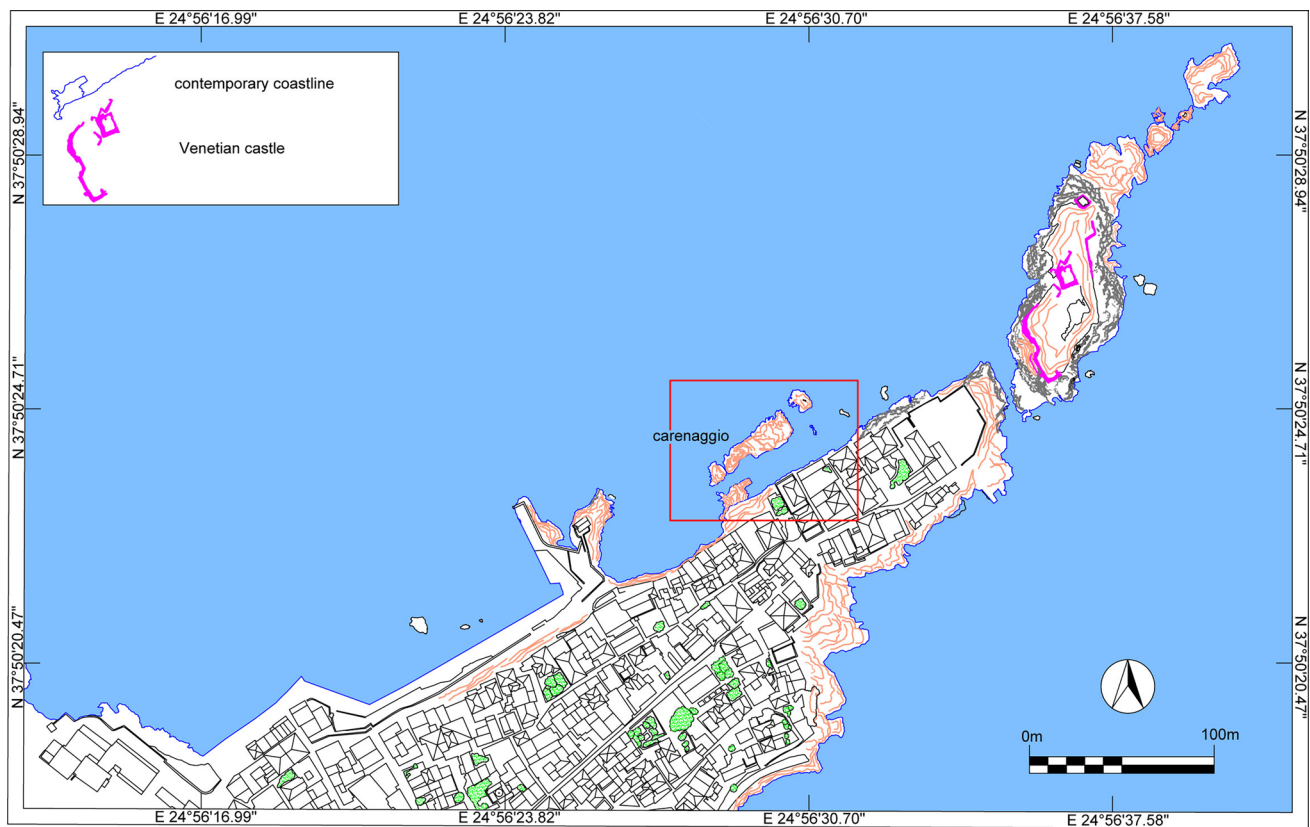 E 24°56'16.99" E 24°56'23.82" E 24°56'30.70" E 24°56'37.58"
contemporary coastline
Venetian castle
N 37°50'28.94" N 37°50'28.94"
N 37°50'24.71" N 37°50'24.71"
carenaggio
N 37°50'20.47" N 37°50'20.47"
0m 100m
E 24°56'16.99" E 24°56'23.82" E 24°56'30.70" E 24°56'37.58"